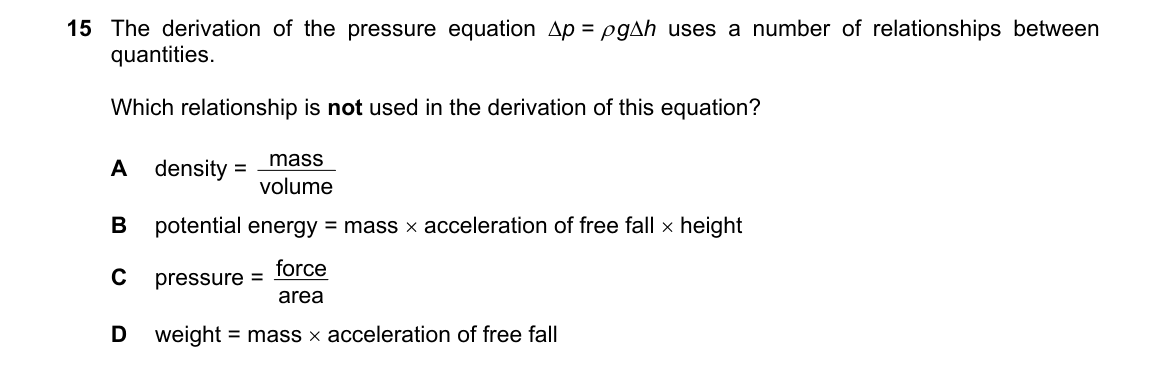 15 The derivation of the pressure equation Δp = ρgΔh uses a number of relationships between
quantities.
Which relationship is not used in the derivation of this equation?
A density = mass
volume
B potential energy = mass × acceleration of free fall × height
C pressure = force
area
D weight = mass × acceleration of free fall